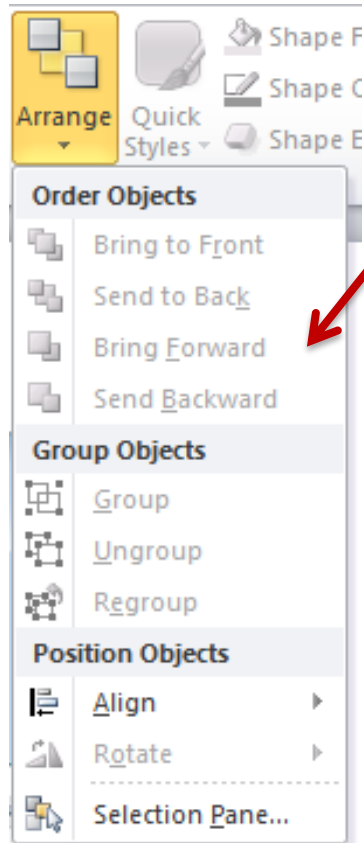 Shape F
Arrange
Quick
Styles
Shape
Shape E
Order Objects
Bring to Front
Send to Back
Bring Forward
Send Backward
Group Objects
Group
Ungroup
Regroup
Position Objects
Align
Rotate
Selection Pane...